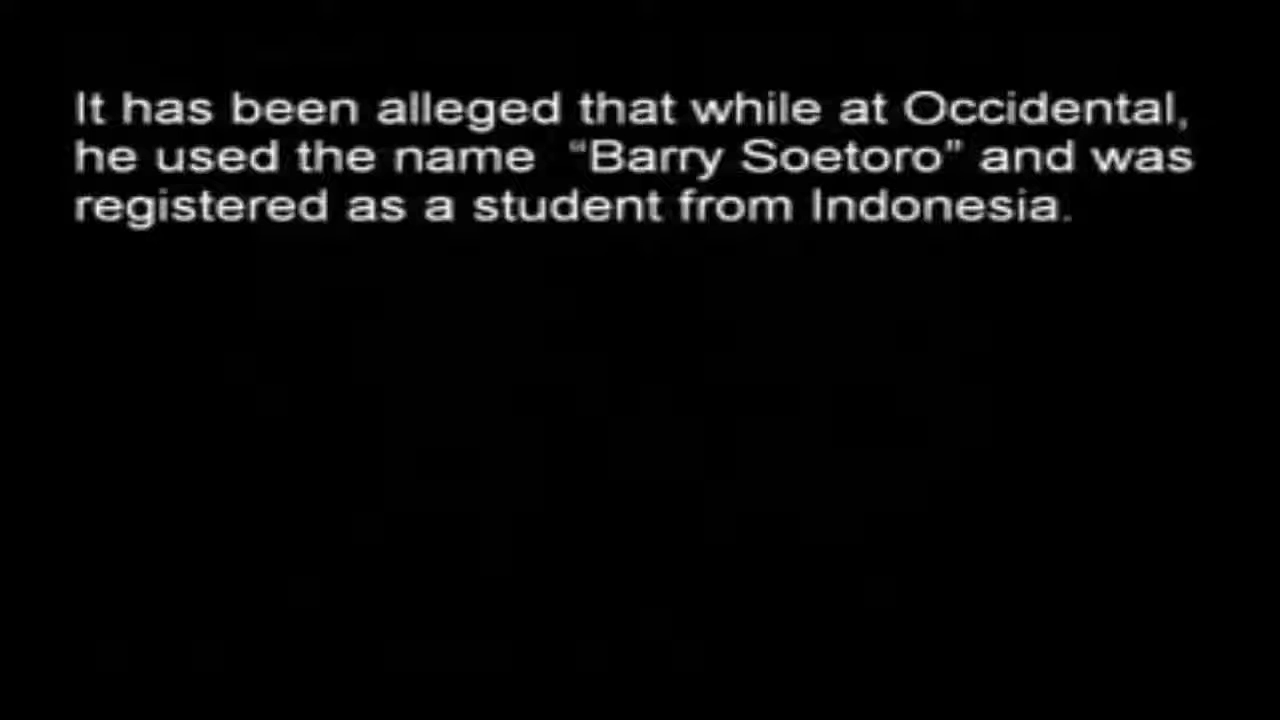 It has been alleged that while at Occidental,
he used the name  “Barry Soetoro” and was
registered as a student from Indonesia.